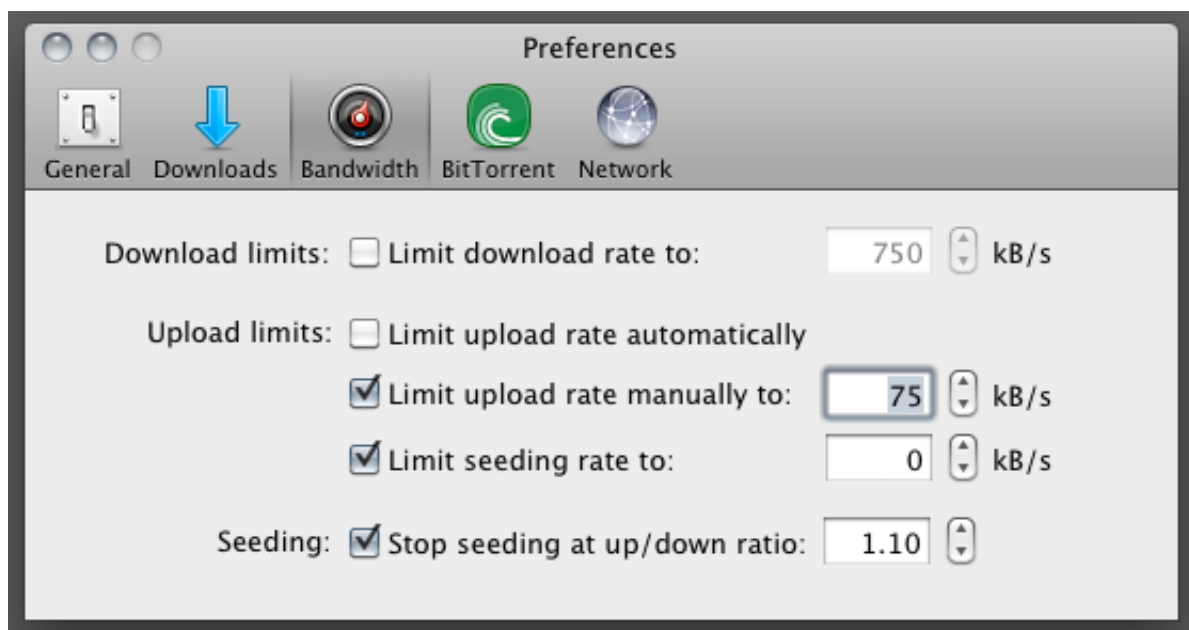 Preferences
General Downloads Bandwidth BitTorrent Network
Download limits: Limit download rate to: 750 kB/s
Upload limits: Limit upload rate automatically
Limit upload rate manually to: 75 kB/s
Limit seeding rate to: 0 kB/s
Seeding: Stop seeding at up/down ratio: 1.10